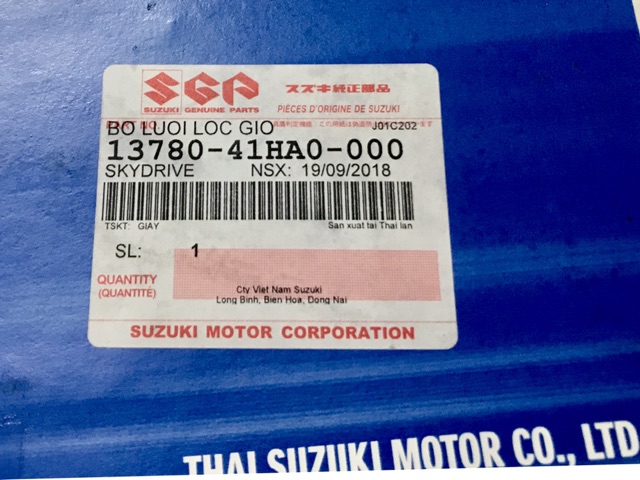 SGP
SUZUKI GENUINE PARTS
スズキ純正部品
PIÈCES D'ORIGINE DE SUZUKI
BO LUOI LOC GIO
J01C202
13780-41HA0-000
SKYDRIVE NSX: 19/09/2018
TSKT: GIAY San xuat tai Thai lan
SL: 1
QUANTITY
(QUANTITÉ)
Cty Viet Nam Suzuki
Long Binh, Bien Hoa, Dong Nai
SUZUKI MOTOR CORPORATION
THAI SUZUKI MOTOR CO., LTD